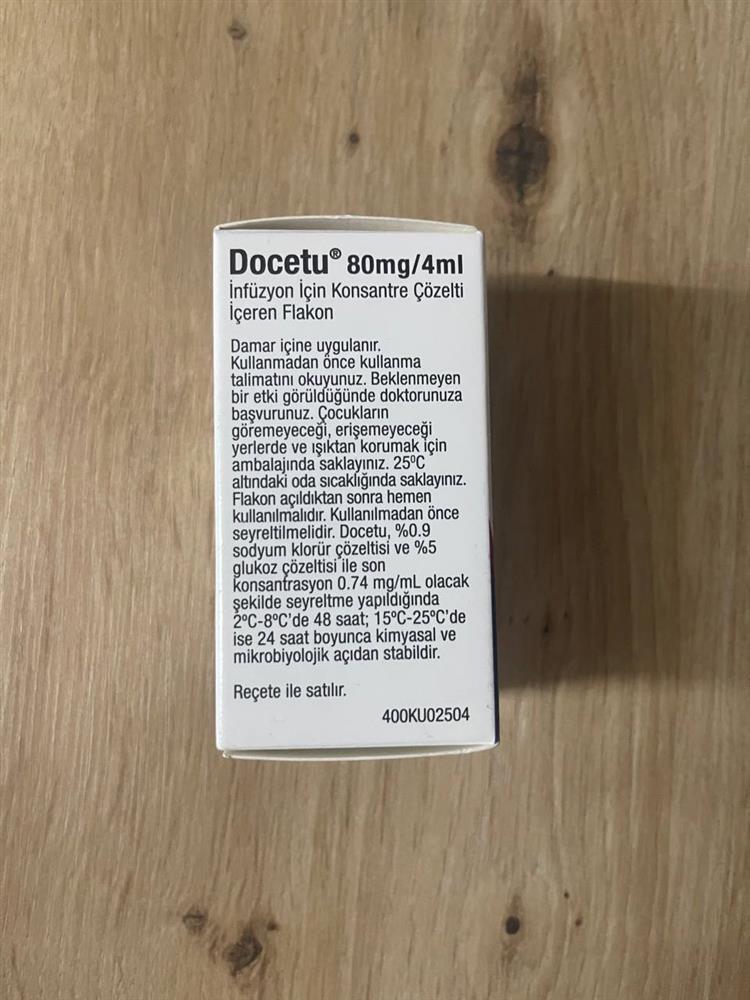 Docetu® 80mg/4ml
İnfüzyon İçin Konsantre Çözelti
İçeren Flakon
Damar içine uygulanır.
Kullanmadan önce kullanma
talimatını okuyunuz. Beklenmeyen
bir etki görüldüğünde doktorunuza
başvurunuz. Çocukların
göremeyeceği, erişemeyeceği
yerlerde ve ışıktan korumak için
ambalajında saklayınız. 25ºC
altındaki oda sıcaklığında saklayınız.
Flakon açıldıktan sonra hemen
kullanılmalıdır. Kullanılmadan önce
seyreltilmelidir. Docetu, %0.9
sodyum klorür çözeltisi ve %5
glukoz çözeltisi ile son
konsantrasyon 0.74 mg/mL olacak
şekilde seyreltme yapıldığında
2ºC-8ºC'de 48 saat; 15ºC-25ºC'de
ise 24 saat boyunca kimyasal ve
mikrobiyolojik açıdan stabildir.
Reçete ile satılır.
400KU02504